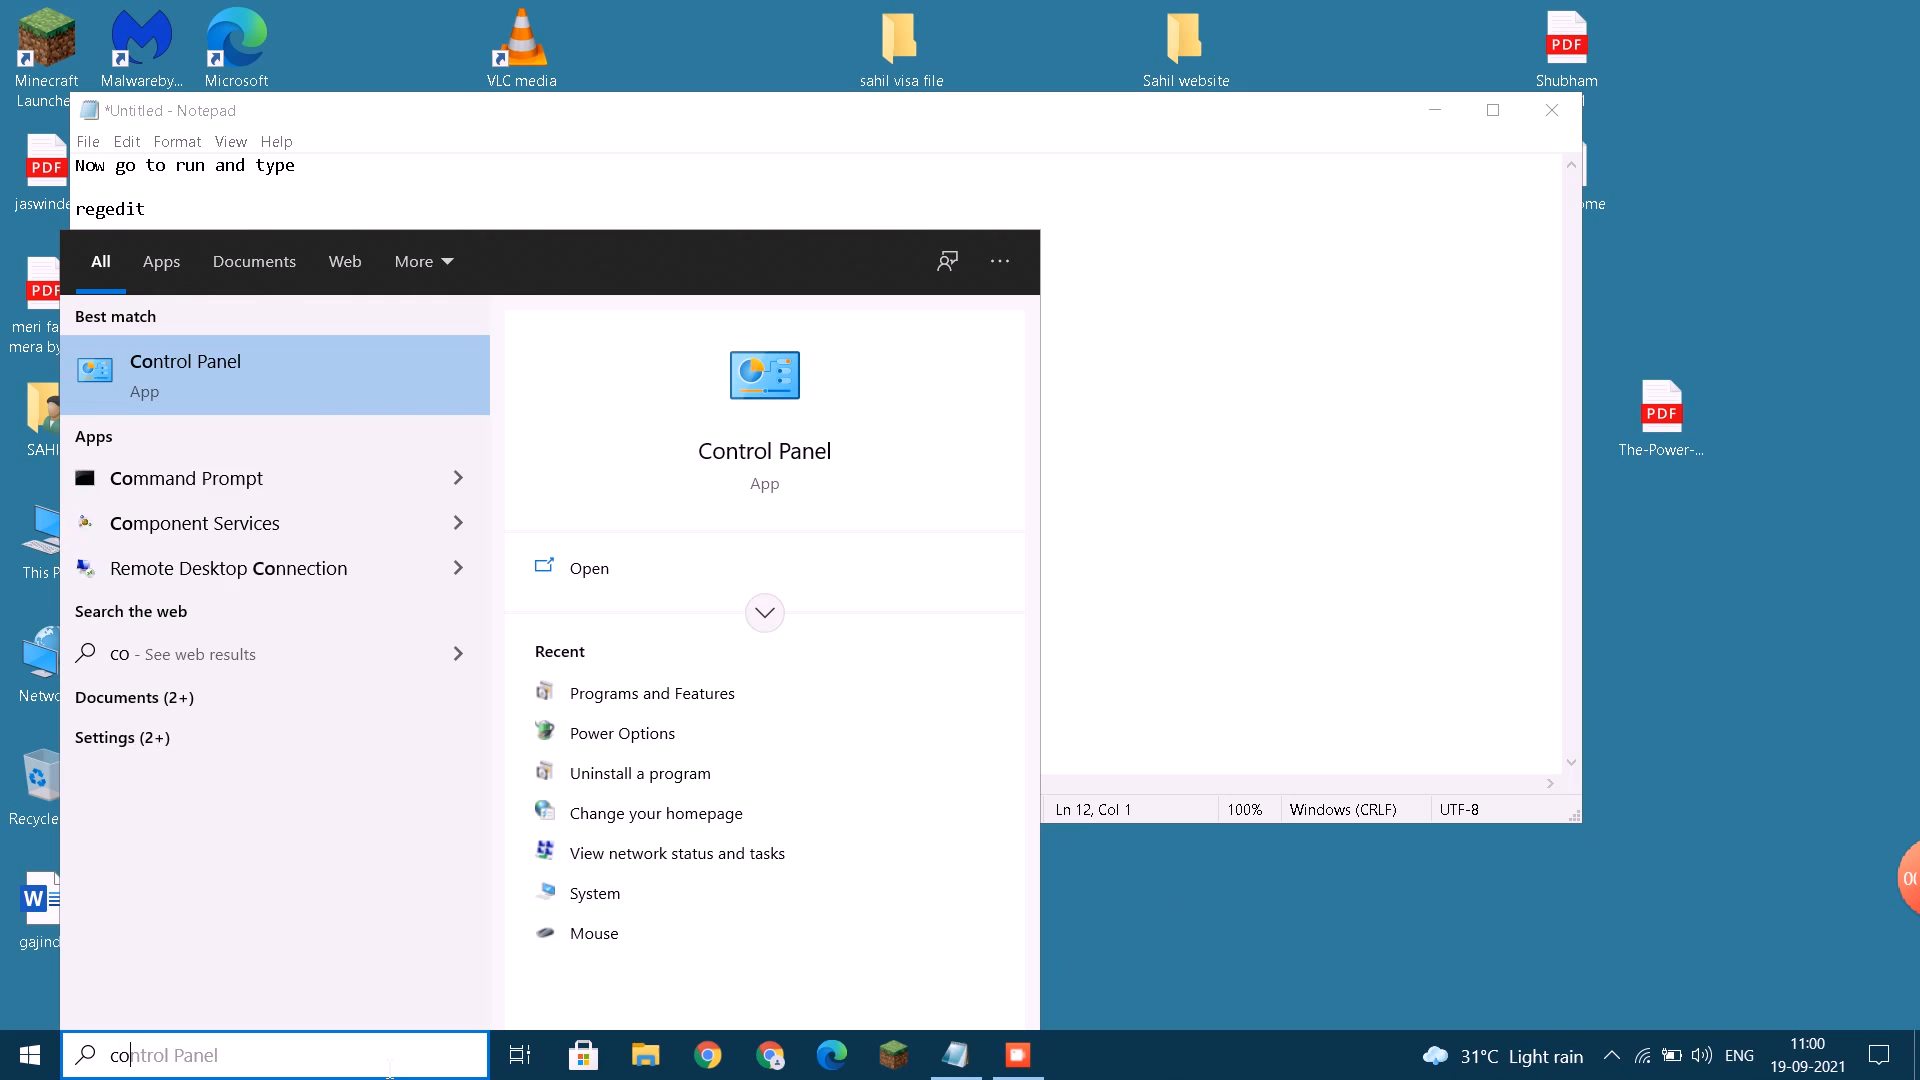 Minecraft
Launche
Malwareby...
Microsoft
VLC media
sahil visa file
Sahil website
PDF
Shubham
*Untitled - Notepad
File Edit Format View Help
Now go to run and type
regedit
PDF
jaswinde
ome
All Apps Documents Web More
Best match
Control Panel
App
Apps
Command Prompt
Component Services
Remote Desktop Connection
Search the web
co - See web results
Documents (2+)
Settings (2+)
Control Panel
App
Open
Recent
Programs and Features
Power Options
Uninstall a program
Change your homepage
View network status and tasks
System
Mouse
PDF
meri fa
mera by
SAHI
This P
Netwo
Recycle
W
gajind
PDF
The-Power-...
Ln 12, Col 1 100% Windows (CRLF) UTF-8
00
control Panel
31°C Light rain
ENG
11:00
19-09-2021